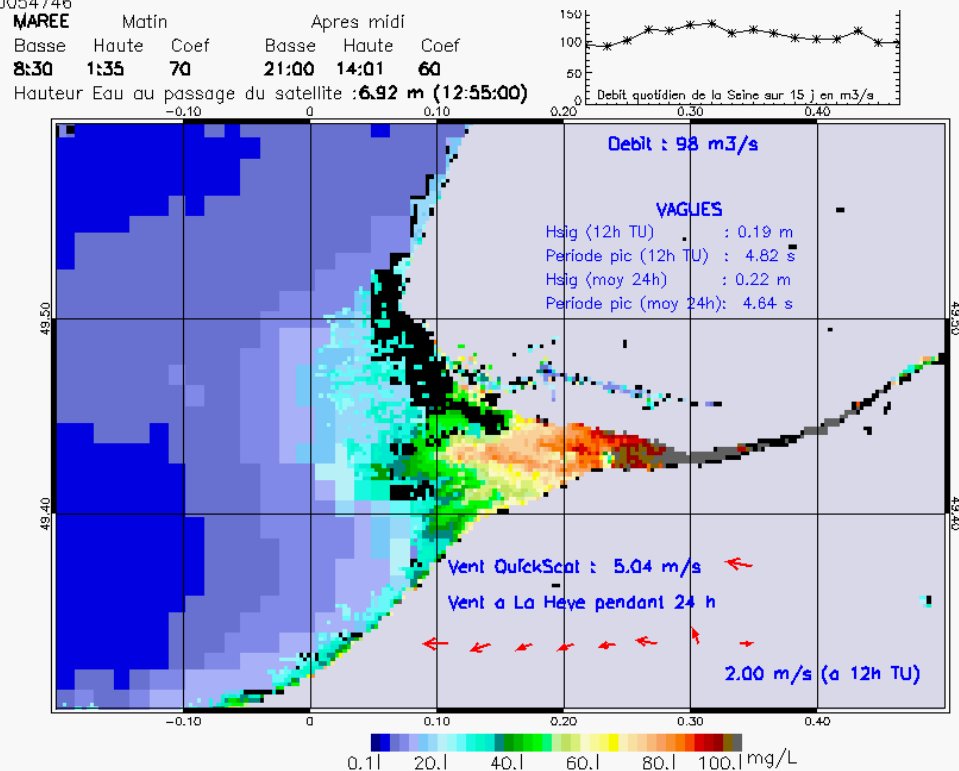 MAREE Matin Apres midi
Basse Haute Coef Basse Haute Coef
8:30 1:35 70 21:00 14:01 60
Hauteur Eau au passage du satellite :6.92 m (12:55:00)
150
100
50
0
Debit quotidien de la Seine sur 15 j en m3/s
-0.10 0 0.10 0.20 0.30 0.40
Debit : 98 m3/s
VAGUES
Hsig (12h TU) : 0.19 m
Periode pic (12h TU) : 4.82 s
Hsig (moy 24h) : 0.22 m
Periode pic (moy 24h): 4.64 s
49.50 49.50
49.40 49.40
Vent QuickScat : 5.04 m/s
Vent a La Heve pendant 24 h
2.00 m/s (a 12h TU)
-0.10 0 0.10 0.20 0.30 0.40
0.1 20. 40. 60. 80. 100. mg/L